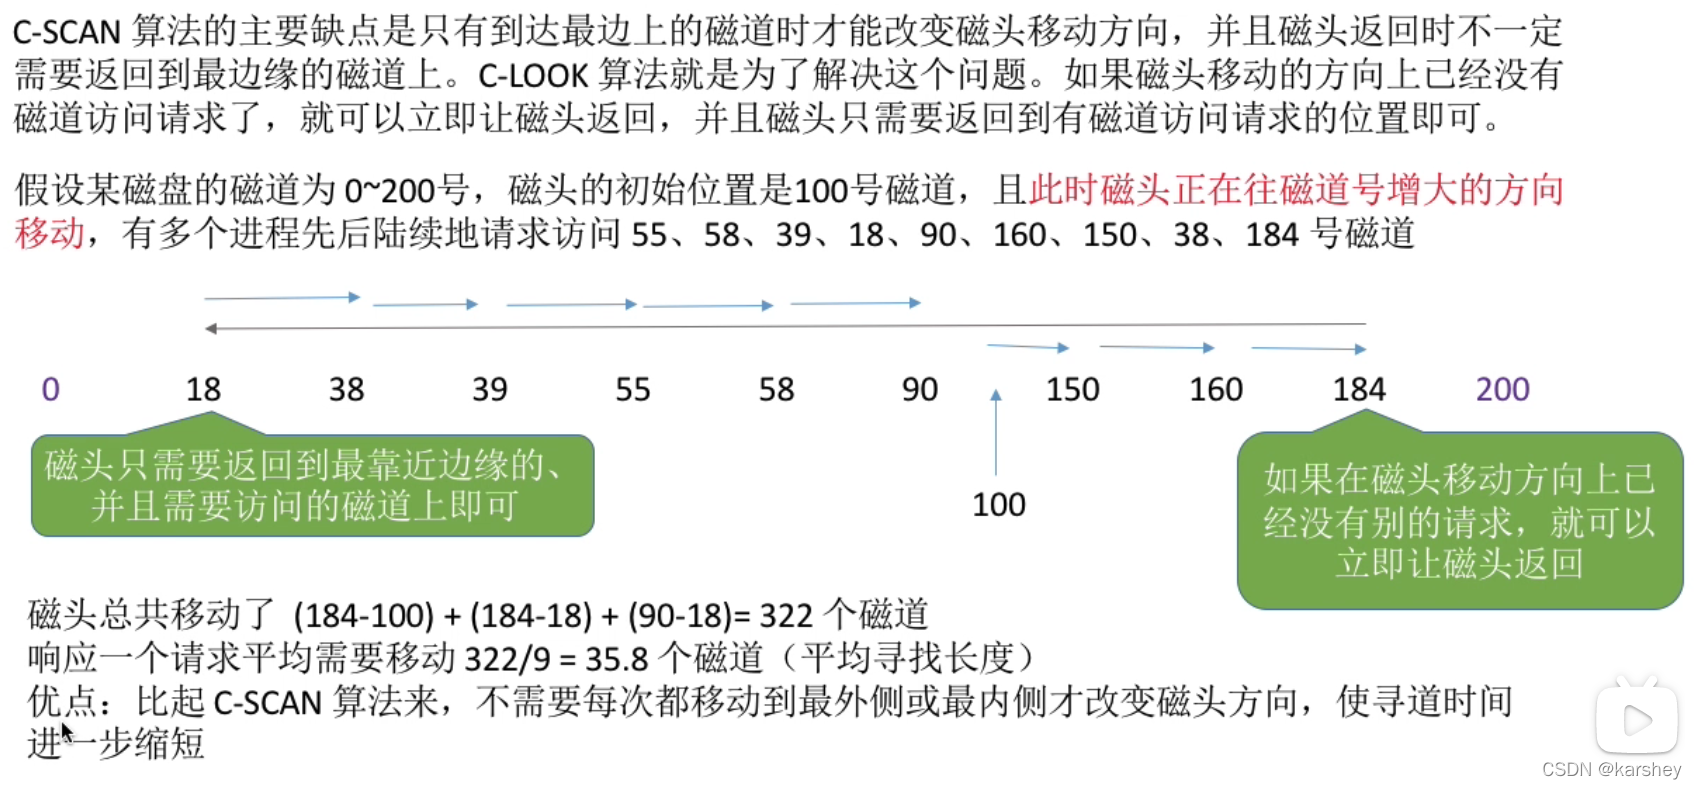 C-SCAN 算法的主要缺点是只有到达最边上的磁道时才能改变磁头移动方向，并且磁头返回时不一定
需要返回到最边缘的磁道上。C-LOOK 算法就是为了解决这个问题。如果磁头移动的方向上已经没有
磁道访问请求了，就可以立即让磁头返回，并且磁头只需要返回到有磁道访问请求的位置即可。
假设某磁盘的磁道为 0~200号，磁头的初始位置是100号磁道，且此时磁头正在往磁道号增大的方向
移动，有多个进程先后陆续地请求访问 55、58、39、18、90、160、150、38、184 号磁道
0 18 38 39 55 58 90 150 160 184 200
磁头只需要返回到最靠近边缘的、
并且需要访问的磁道上即可
100
如果在磁头移动方向上已
经没有别的请求，就可以
立即让磁头返回
磁头总共移动了 (184-100) + (184-18) + (90-18)= 322 个磁道
响应一个请求平均需要移动 322/9 = 35.8 个磁道（平均寻找长度）
优点：比起 C-SCAN 算法来，不需要每次都移动到最外侧或最内侧才改变磁头方向，使寻道时间
进一步缩短
CSDN @karshey